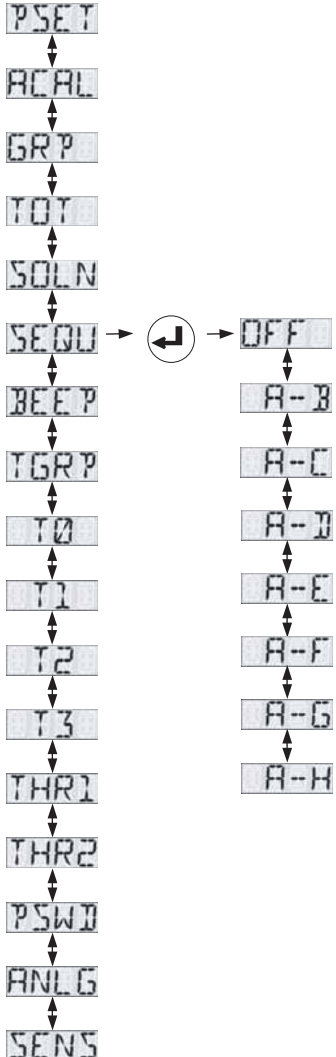 PSET
ACAL
GRP
TOT
SOLN
SEQU
BEEP
TGRP
T0
T1
T2
T3
THR1
THR2
PSWD
ANLG
SENS
OFF
A-B
A-C
A-D
A-E
A-F
A-G
A-H